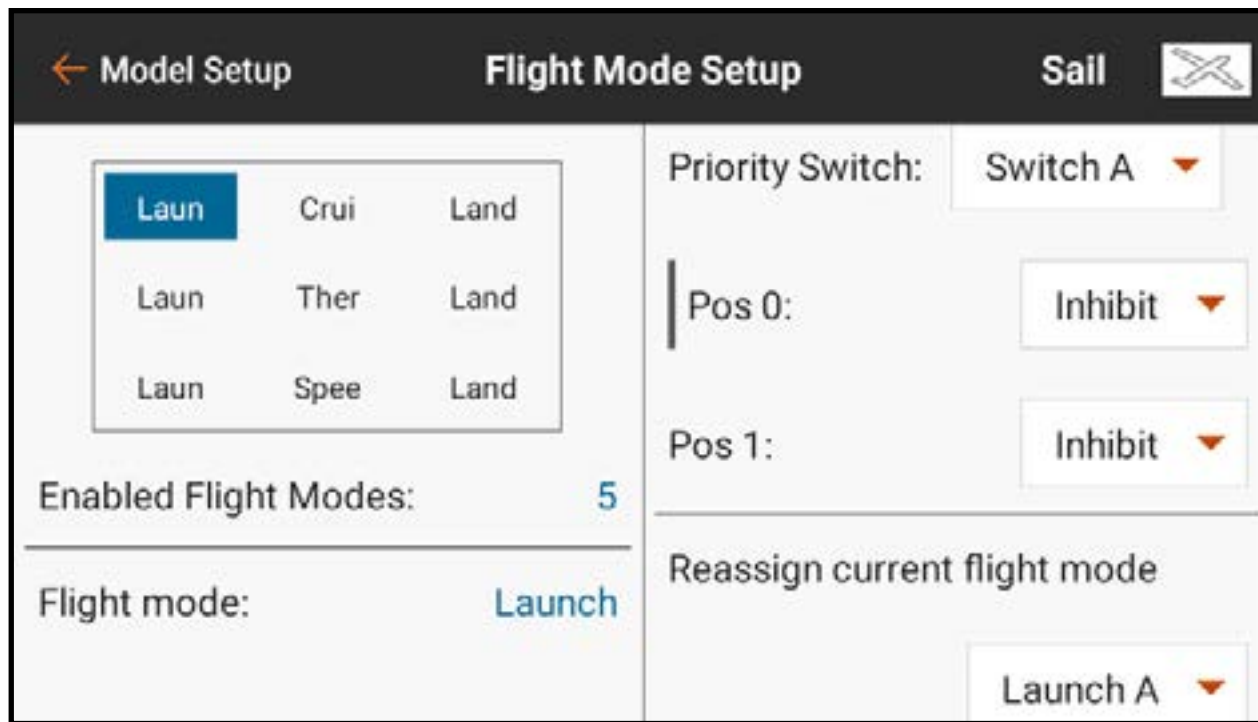 Model Setup
Flight Mode Setup
Sail
Laun Crui Land
Laun Ther Land
Laun Spee Land
Enabled Flight Modes: 5
Flight mode: Launch
Priority Switch: Switch A
Pos 0: Inhibit
Pos 1: Inhibit
Reassign current flight mode
Launch A